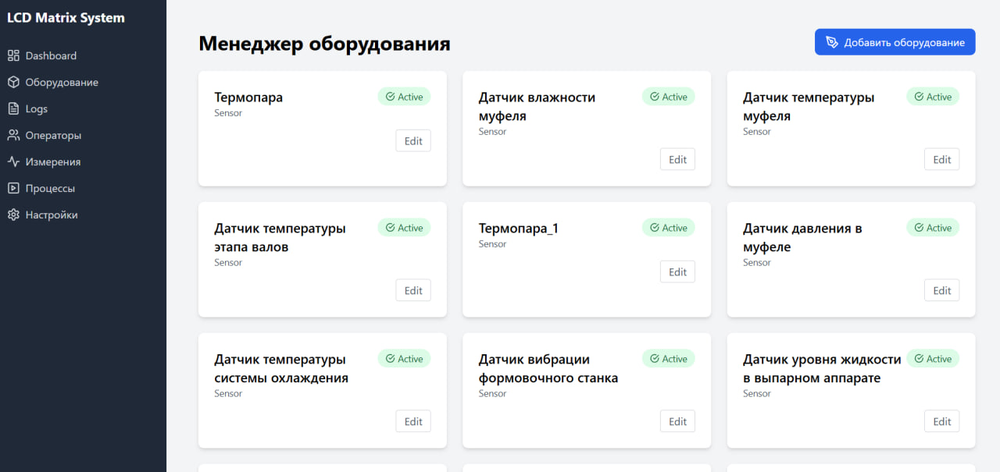 LCD Matrix System
Dashboard
Оборудование
Logs
Операторы
Измерения
Процессы
Настройки
Менеджер оборудования
Добавить оборудование
Термопара
Active
Sensor
Edit
Датчик влажности
муфеля
Active
Sensor
Edit
Датчик температуры
муфеля
Active
Sensor
Edit
Датчик температуры
этапа валов
Active
Sensor
Edit
Термопара_1
Active
Sensor
Edit
Датчик давления в
муфеле
Active
Sensor
Edit
Датчик температуры
системы охлаждения
Active
Sensor
Edit
Датчик вибрации
формовочного станка
Active
Sensor
Edit
Датчик уровня жидкости
в выпарном аппарате
Active
Sensor
Edit